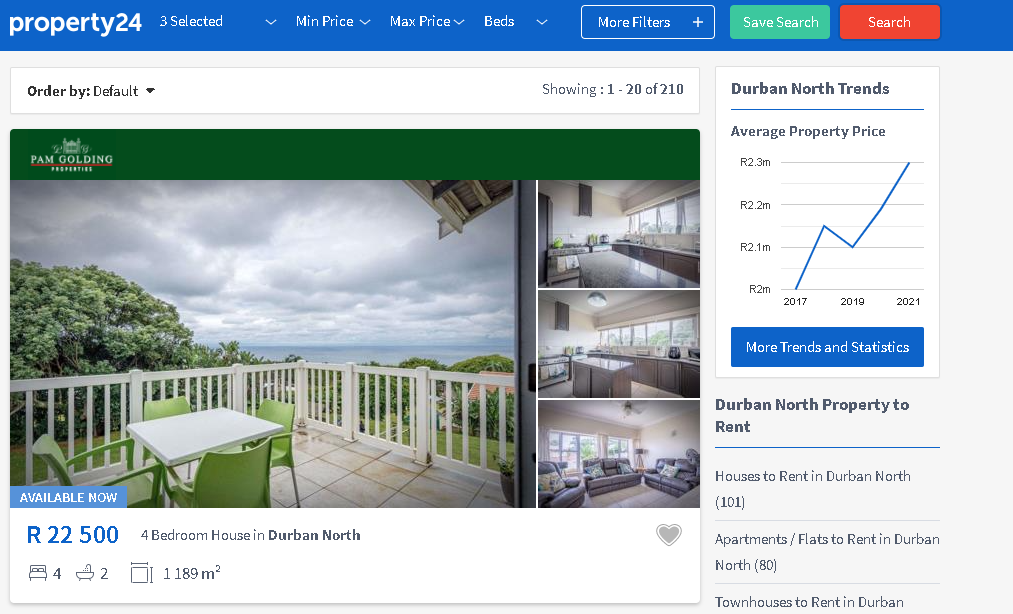 property24
3 Selected
Min Price
Max Price
Beds
More Filters +
Save Search
Search
Order by: Default
Showing : 1 - 20 of 210
PAM GOLDING
PROPERTIES
AVAILABLE NOW
R 22 500
4 Bedroom House in Durban North
4
2
1 189 m²
Durban North Trends
Average Property Price
R2.3m
R2.2m
R2.1m
R2m
2017 2019 2021
More Trends and Statistics
Durban North Property to
Rent
Houses to Rent in Durban North
(101)
Apartments / Flats to Rent in Durban
North (80)
Townhouses to Rent in Durban